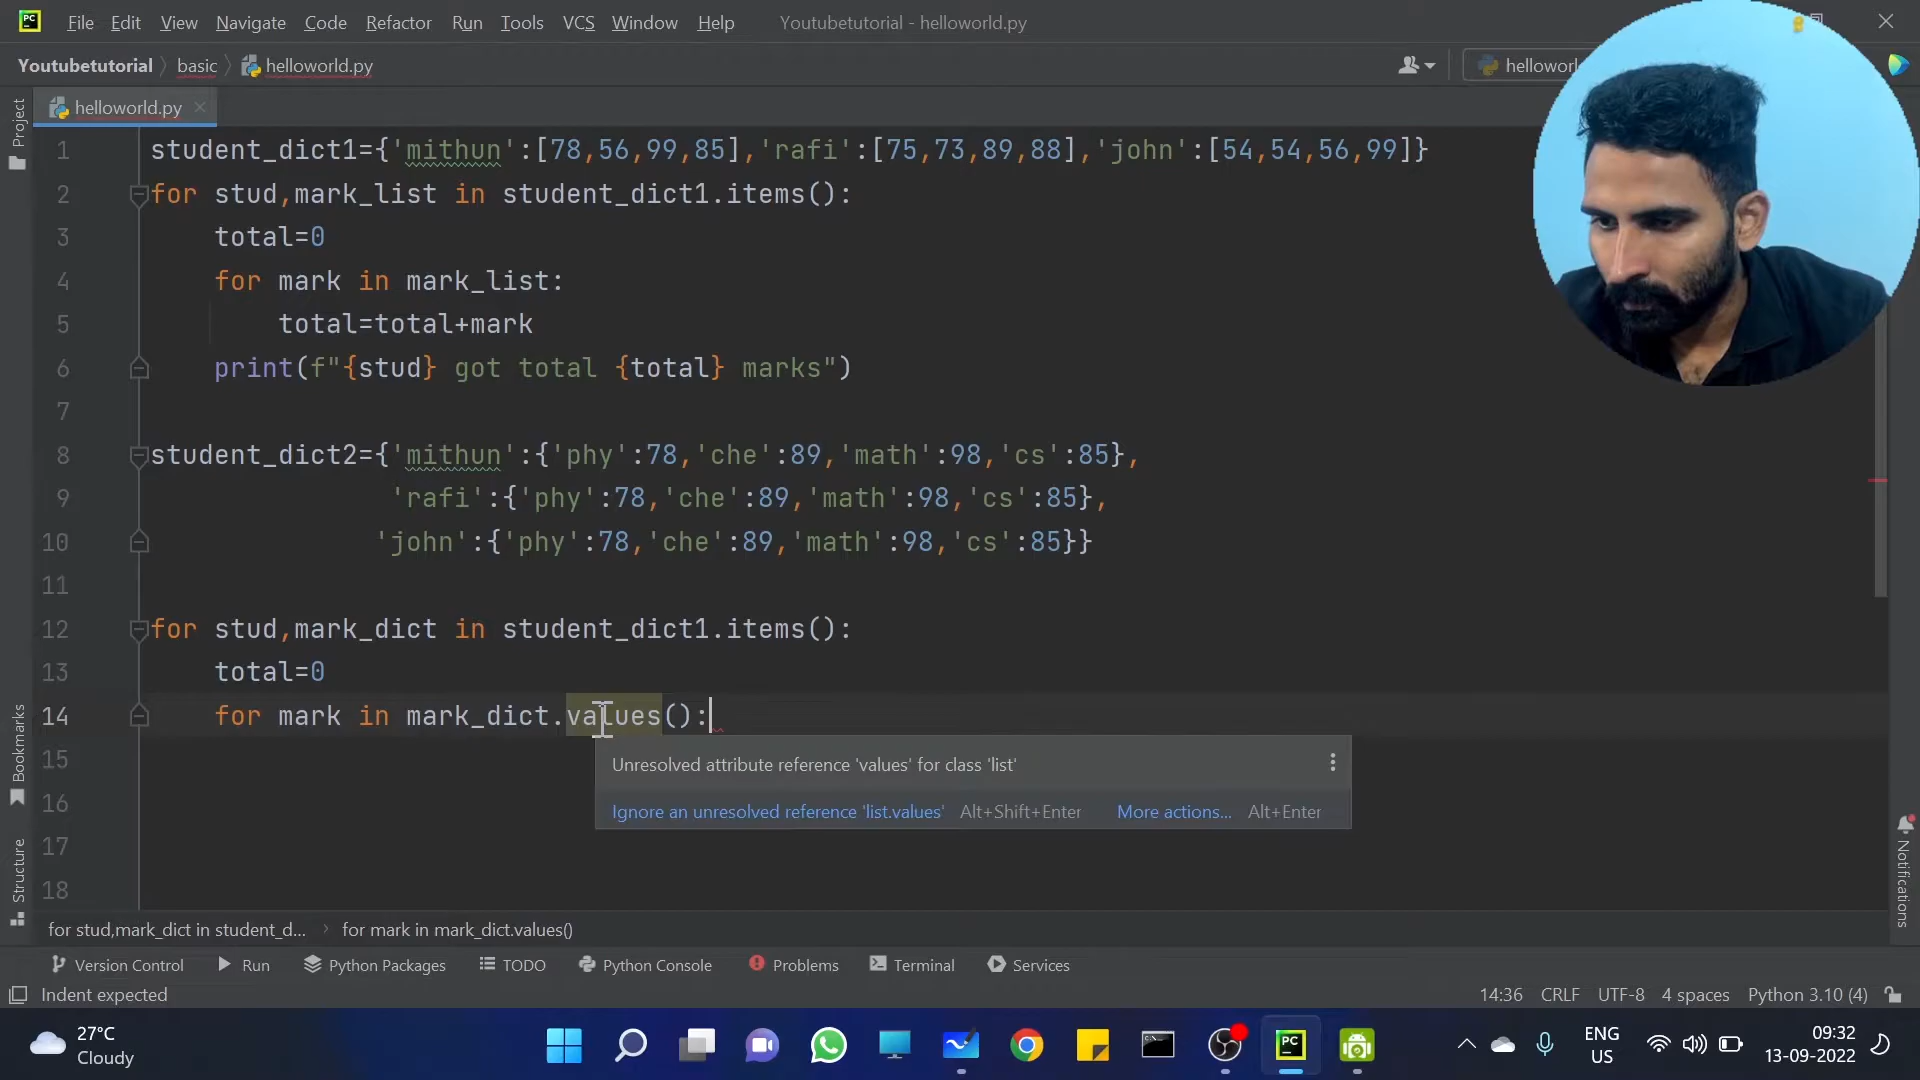 PC File Edit View Navigate Code Refactor Run Tools VCS Window Help Youtubetutorial - helloworld.py
Youtubetutorial basic helloworld.py
helloworld.py
Project
1 student_dict1={'mithun':[78,56,99,85],'rafi':[75,73,89,88],'john':[54,54,56,99]}
2 for stud,mark_list in student_dict1.items():
3 total=0
4 for mark in mark_list:
5 total=total+mark
6 print(f"{stud} got total {total} marks")
7
8 student_dict2={'mithun':{'phy':78,'che':89,'math':98,'cs':85},
9 'rafi':{'phy':78,'che':89,'math':98,'cs':85},
10 'john':{'phy':78,'che':89,'math':98,'cs':85}}
11
12 for stud,mark_dict in student_dict1.items():
13 total=0
14 for mark in mark_dict.values():
15
16
17
18
Unresolved attribute reference 'values' for class 'list'
Ignore an unresolved reference 'list.values' Alt+Shift+Enter More actions... Alt+Enter
Bookmarks
Structure
Notifications
for stud,mark_dict in student_d... for mark in mark_dict.values()
Version Control Run Python Packages TODO Python Console Problems Terminal Services
Indent expected 14:36 CRLF UTF-8 4 spaces Python 3.10 (4)
27°C
Cloudy
PC
ENG
US
09:32
13-09-2022